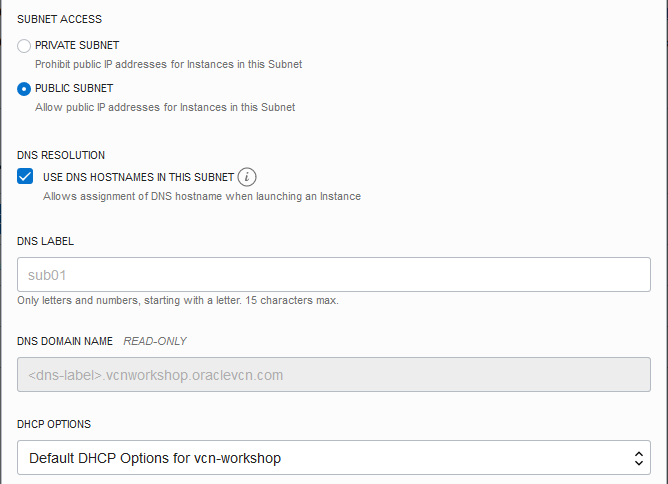 SUBNET ACCESS
PRIVATE SUBNET
Prohibit public IP addresses for Instances in this Subnet
PUBLIC SUBNET
Allow public IP addresses for Instances in this Subnet
DNS RESOLUTION
USE DNS HOSTNAMES IN THIS SUBNET i
Allows assignment of DNS hostname when launching an Instance
DNS LABEL
sub01
Only letters and numbers, starting with a letter. 15 characters max.
DNS DOMAIN NAME READ-ONLY
<dns-label>.vcnworkshop.oraclevcn.com
DHCP OPTIONS
Default DHCP Options for vcn-workshop